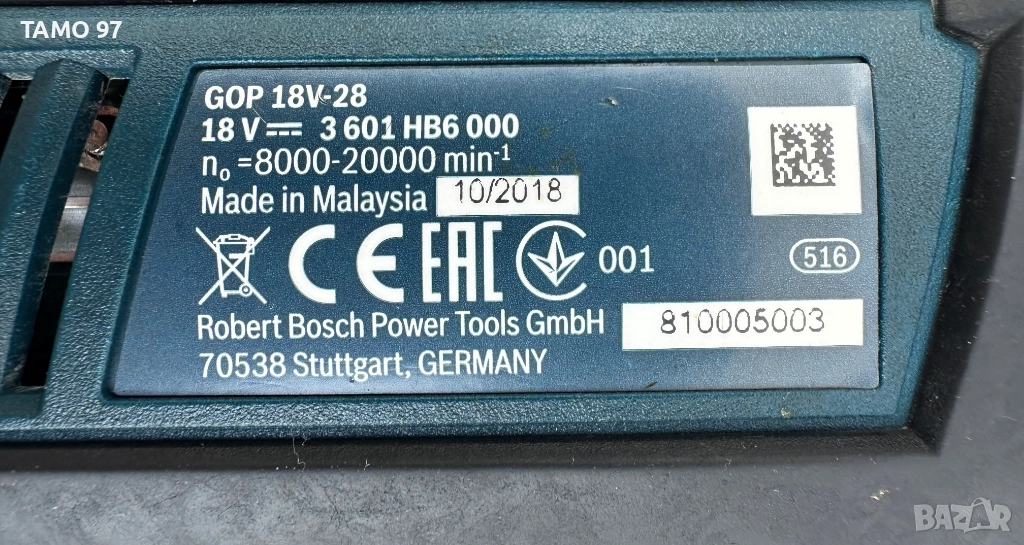 TAMO 97
GOP 18V-28
18 V⎓ 3 601 HB6 000
n₀ =8000-20000 min⁻¹
Made in Malaysia 10/2018
CE EAC 001 516
Robert Bosch Power Tools GmbH 810005003
70538 Stuttgart, GERMANY
BAZAR